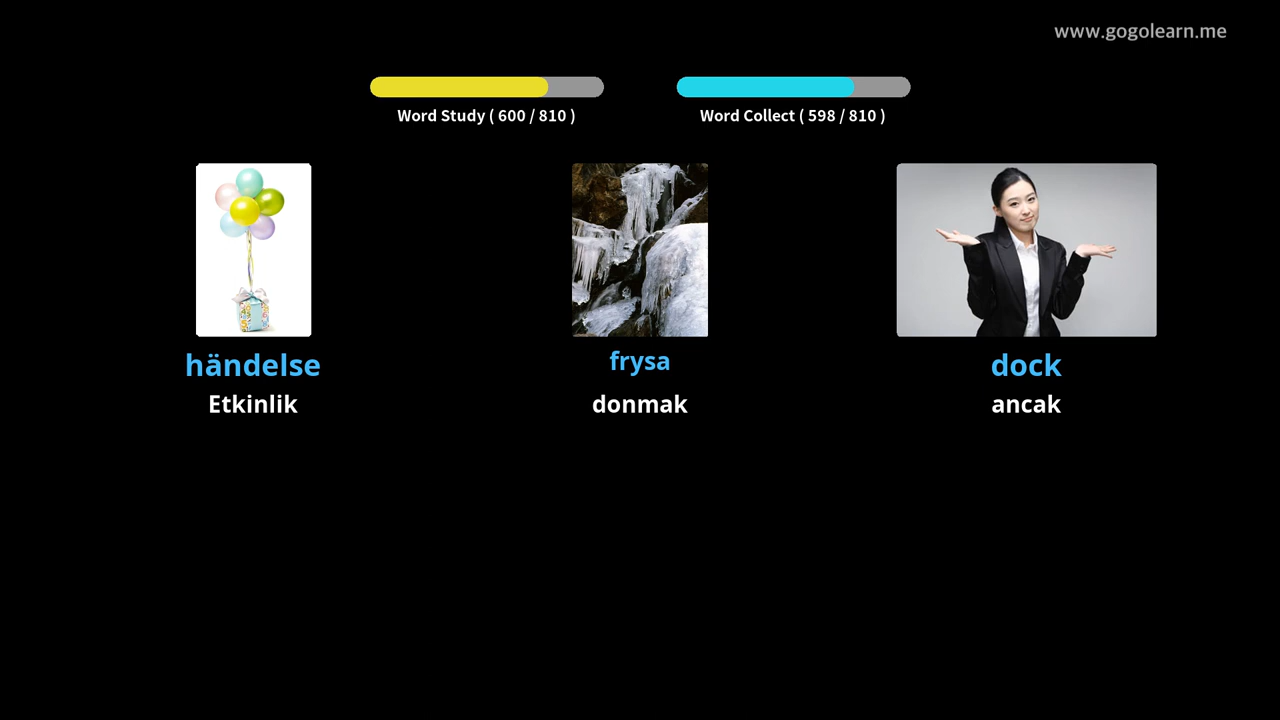 www.gogolearn.me
Word Study ( 600 / 810 )
Word Collect ( 598 / 810 )
händelse
Etkinlik
frysa
donmak
dock
ancak